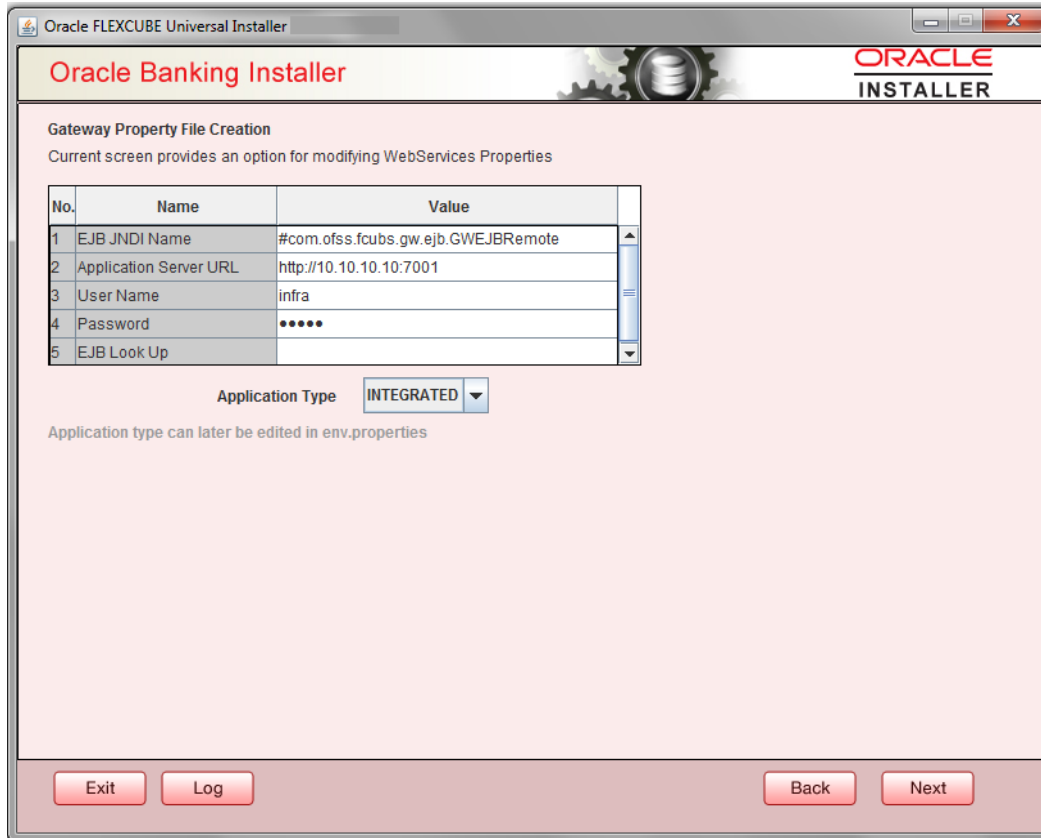 Oracle FLEXCUBE Universal Installer
Oracle Banking Installer
ORACLE
INSTALLER
Gateway Property File Creation
Current screen provides an option for modifying WebServices Properties
No. Name Value
1 EJB JNDI Name #com.ofss.fcubs.gw.ejb.GWEJBRemote
2 Application Server URL http://10.10.10.10:7001
3 User Name infra
4 Password •••••
5 EJB Look Up
Application Type INTEGRATED
Application type can later be edited in env.properties
Exit Log Back Next